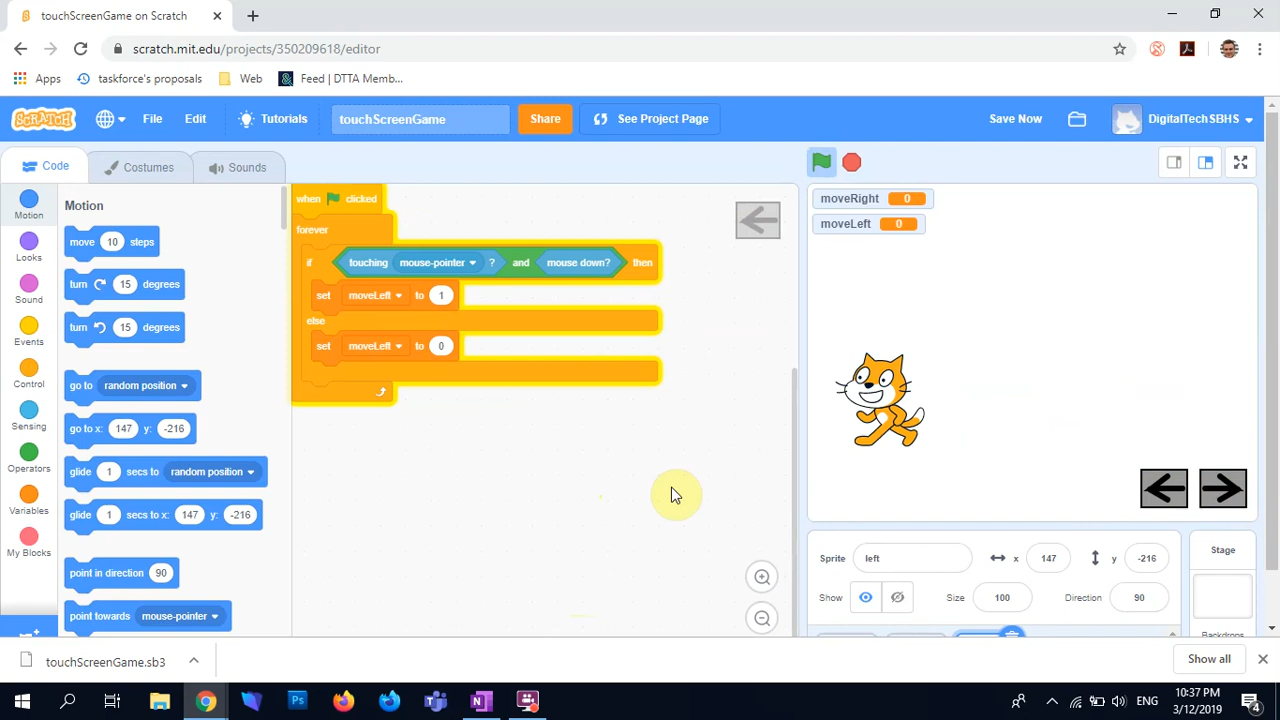 touchScreenGame on Scratch
scratch.mit.edu/projects/350209618/editor
Apps taskforce's proposals Web Feed | DTTA Memb...
SCRATCH File Edit Tutorials touchScreenGame Share See Project Page Save Now DigitalTechSBHS
Code Costumes Sounds
Motion
Looks
Sound
Events
Control
Sensing
Operators
Variables
My Blocks
Motion
move 10 steps
turn 15 degrees
turn 15 degrees
go to random position
go to x: 147 y: -216
glide 1 secs to random position
glide 1 secs to x: 147 y: -216
point in direction 90
point towards mouse-pointer
when clicked
forever
if touching mouse-pointer ? and mouse down? then
set moveLeft to 1
else
set moveLeft to 0
moveRight 0
moveLeft 0
Sprite left x 147 y -216
Show Size 100 Direction 90
Stage
Backdrops
touchScreenGame.sb3 Show all
ENG 10:37 PM
3/12/2019 4